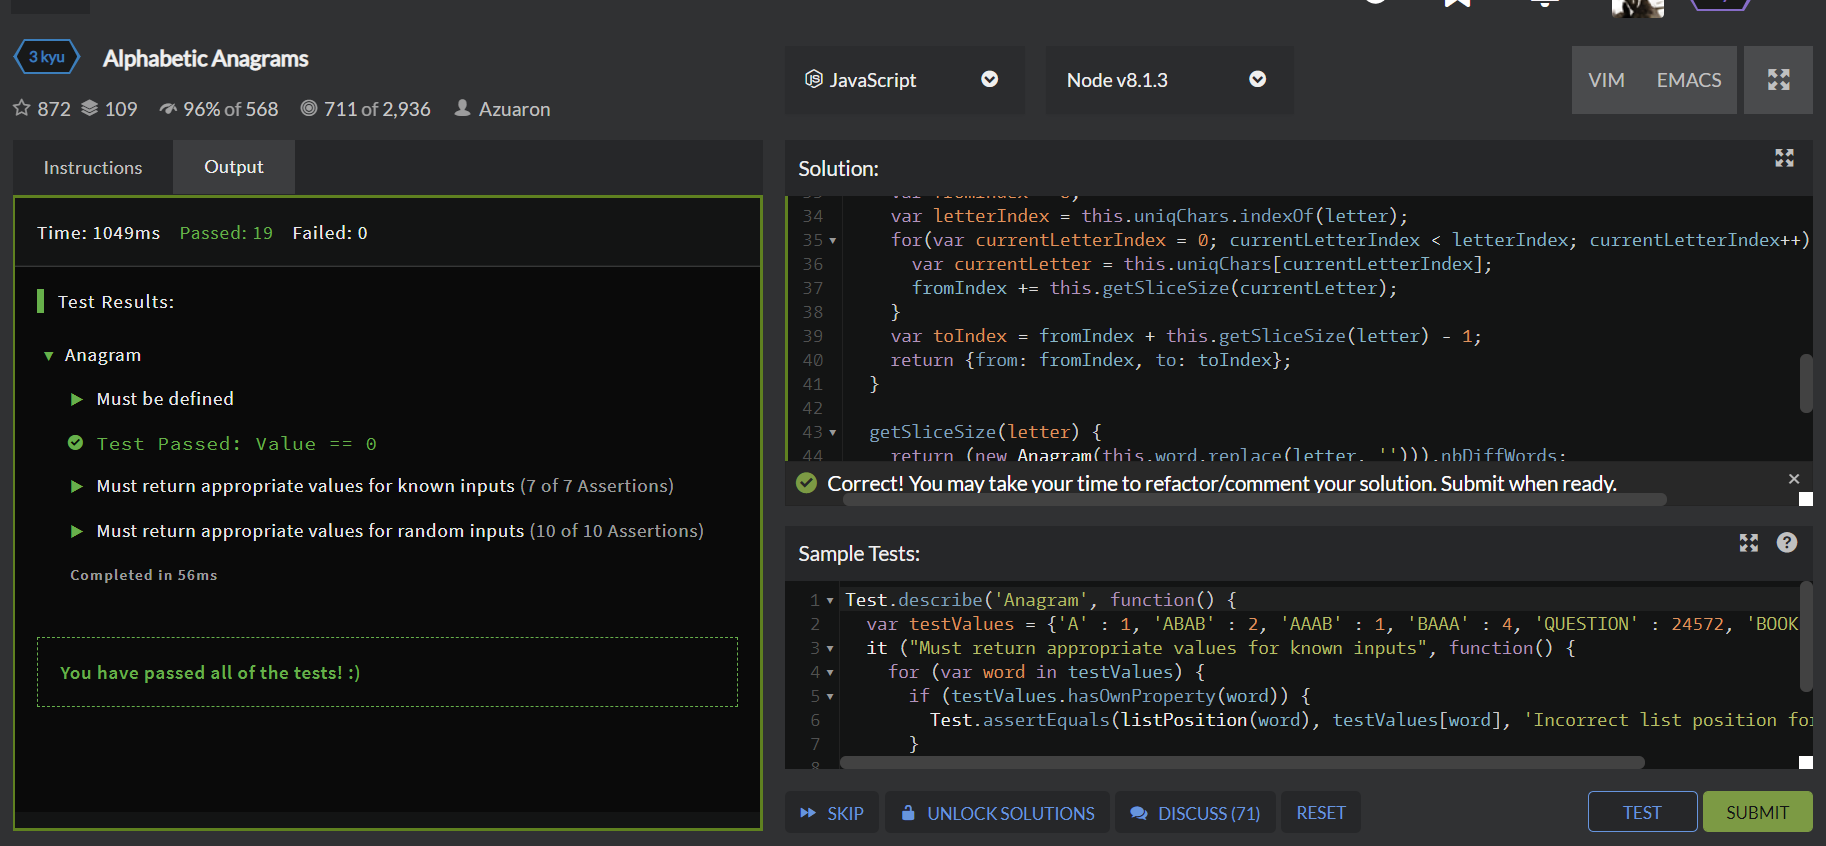 3 kyu
Alphabetic Anagrams
872 109 96% of 568 711 of 2,936 Azuaron
JavaScript
Node v8.1.3
VIM EMACS
Instructions
Output
Time: 1049ms Passed: 19 Failed: 0
Test Results:
Anagram
Must be defined
Test Passed: Value == 0
Must return appropriate values for known inputs (7 of 7 Assertions)
Must return appropriate values for random inputs (10 of 10 Assertions)
Completed in 56ms
You have passed all of the tests! :)
Solution:
34 var letterIndex = this.uniqChars.indexOf(letter);
35 for(var currentLetterIndex = 0; currentLetterIndex < letterIndex; currentLetterIndex++)
36 var currentLetter = this.uniqChars[currentLetterIndex];
37 fromIndex += this.getSliceSize(currentLetter);
38 }
39 var toIndex = fromIndex + this.getSliceSize(letter) - 1;
40 return {from: fromIndex, to: toIndex};
41 }
42
43 getSliceSize(letter) {
44 return (new Anagram(this.word.replace(letter, ''))).nbDiffWords;
Correct! You may take your time to refactor/comment your solution. Submit when ready.
Sample Tests:
1 Test.describe('Anagram', function() {
2 var testValues = {'A' : 1, 'ABAB' : 2, 'AAAB' : 1, 'BAAA' : 4, 'QUESTION' : 24572, 'BOOK
3 it ("Must return appropriate values for known inputs", function() {
4 for (var word in testValues) {
5 if (testValues.hasOwnProperty(word)) {
6 Test.assertEquals(listPosition(word), testValues[word], 'Incorrect list position for
7 }
8
SKIP
UNLOCK SOLUTIONS
DISCUSS (71)
RESET
TEST
SUBMIT